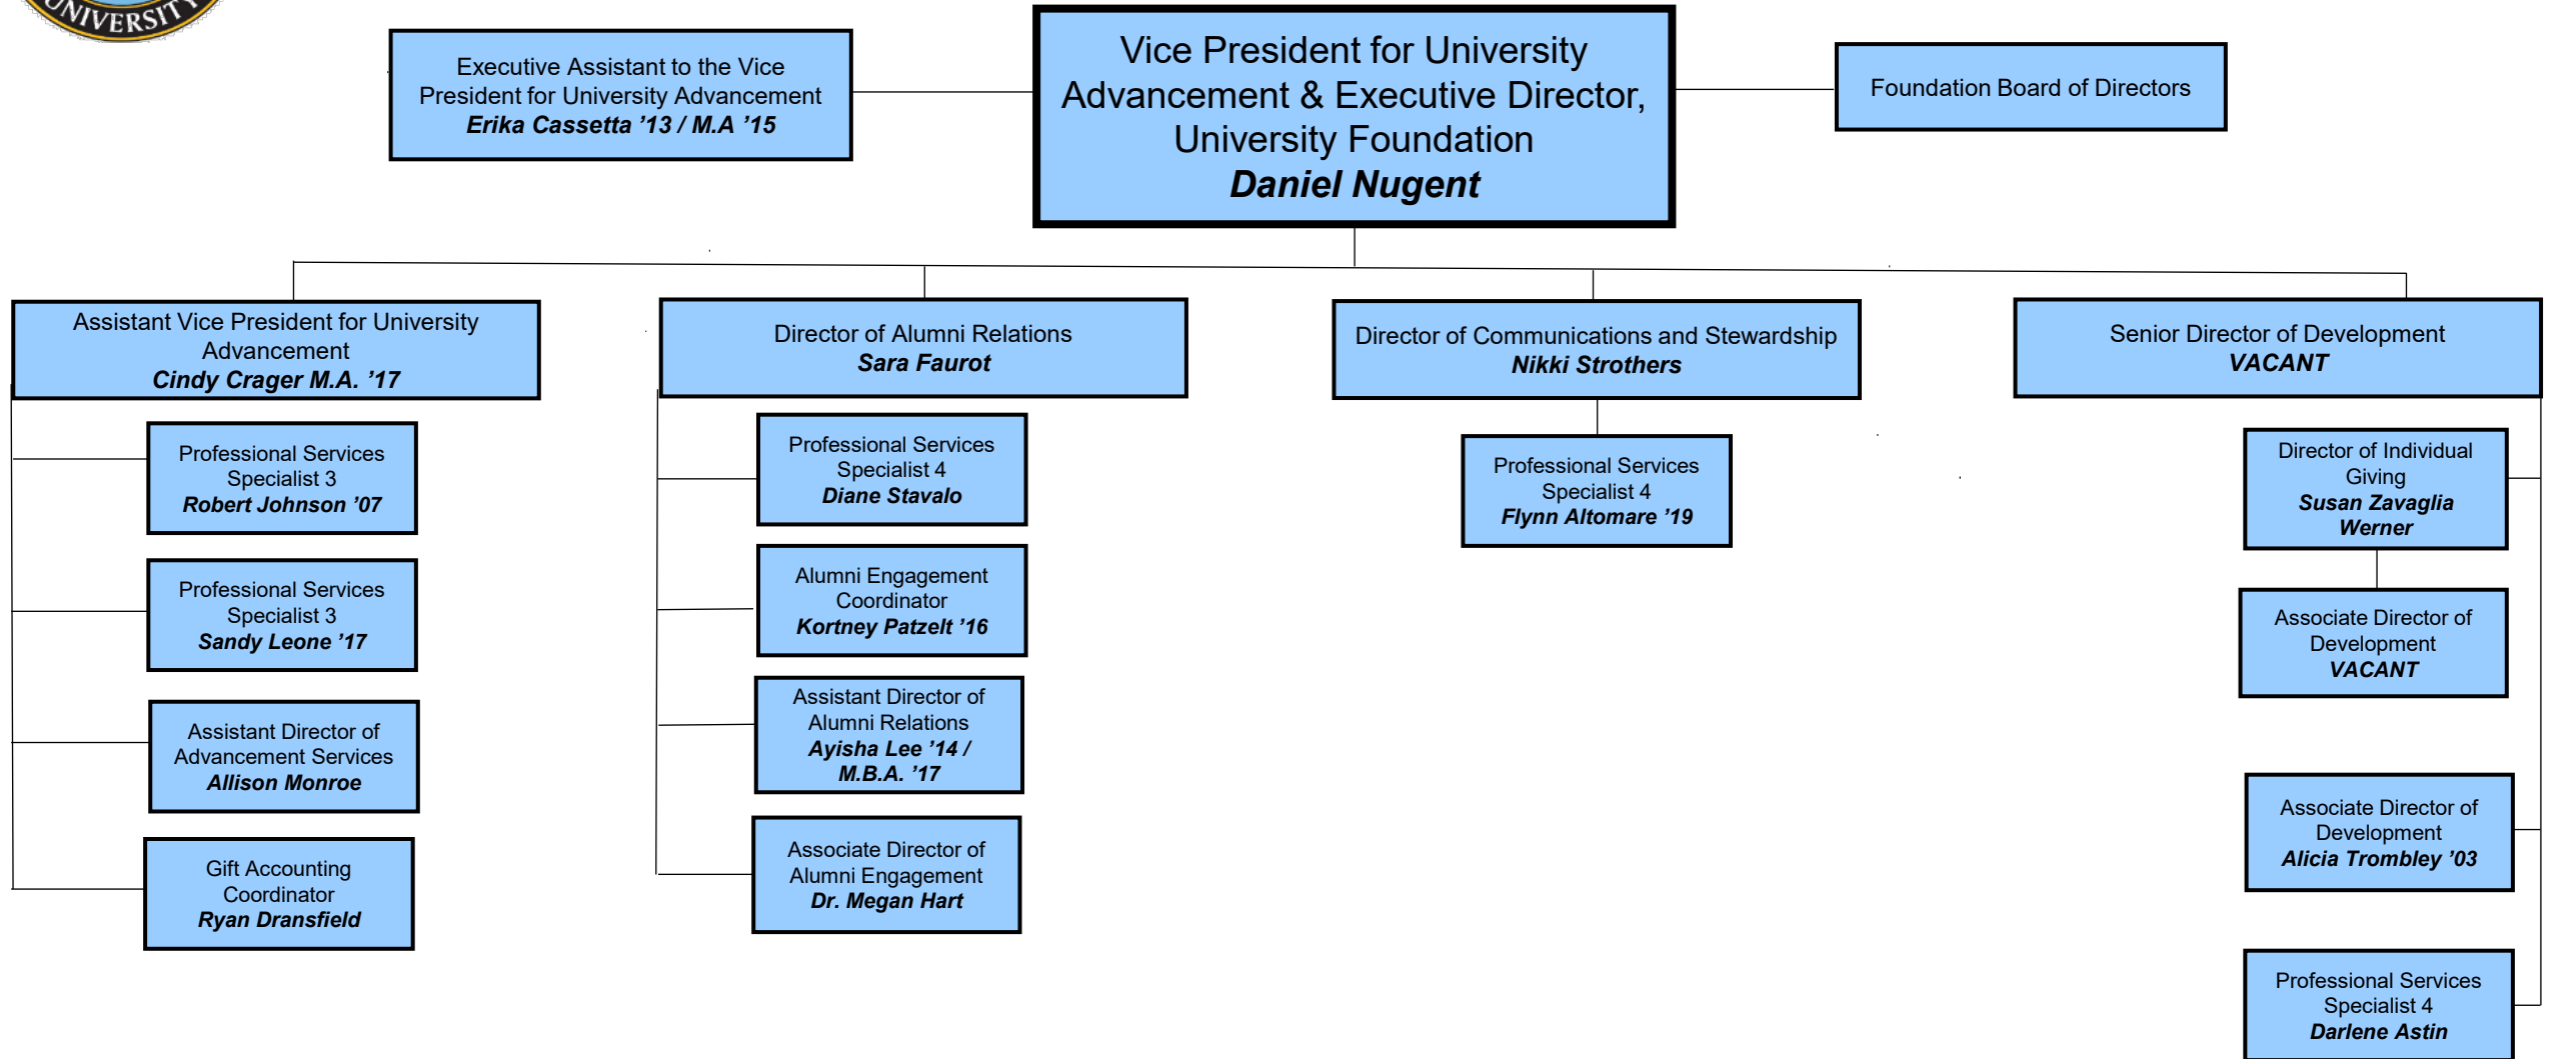 UNIVERSITY
Executive Assistant to the Vice
President for University Advancement
Erika Cassetta ’13 / M.A ’15
Vice President for University
Advancement & Executive Director,
University Foundation
Daniel Nugent
Foundation Board of Directors
Assistant Vice President for University
Advancement
Cindy Crager M.A. ’17
Professional Services
Specialist 3
Robert Johnson ’07
Professional Services
Specialist 3
Sandy Leone ’17
Assistant Director of
Advancement Services
Allison Monroe
Gift Accounting
Coordinator
Ryan Dransfield
Director of Alumni Relations
Sara Faurot
Professional Services
Specialist 4
Diane Stavalo
Alumni Engagement
Coordinator
Kortney Patzelt ’16
Assistant Director of
Alumni Relations
Ayisha Lee ’14 /
M.B.A. ’17
Associate Director of
Alumni Engagement
Dr. Megan Hart
Director of Communications and Stewardship
Nikki Strothers
Professional Services
Specialist 4
Flynn Altomare ’19
Senior Director of Development
VACANT
Director of Individual
Giving
Susan Zavaglia
Werner
Associate Director of
Development
VACANT
Associate Director of
Development
Alicia Trombley ’03
Professional Services
Specialist 4
Darlene Astin